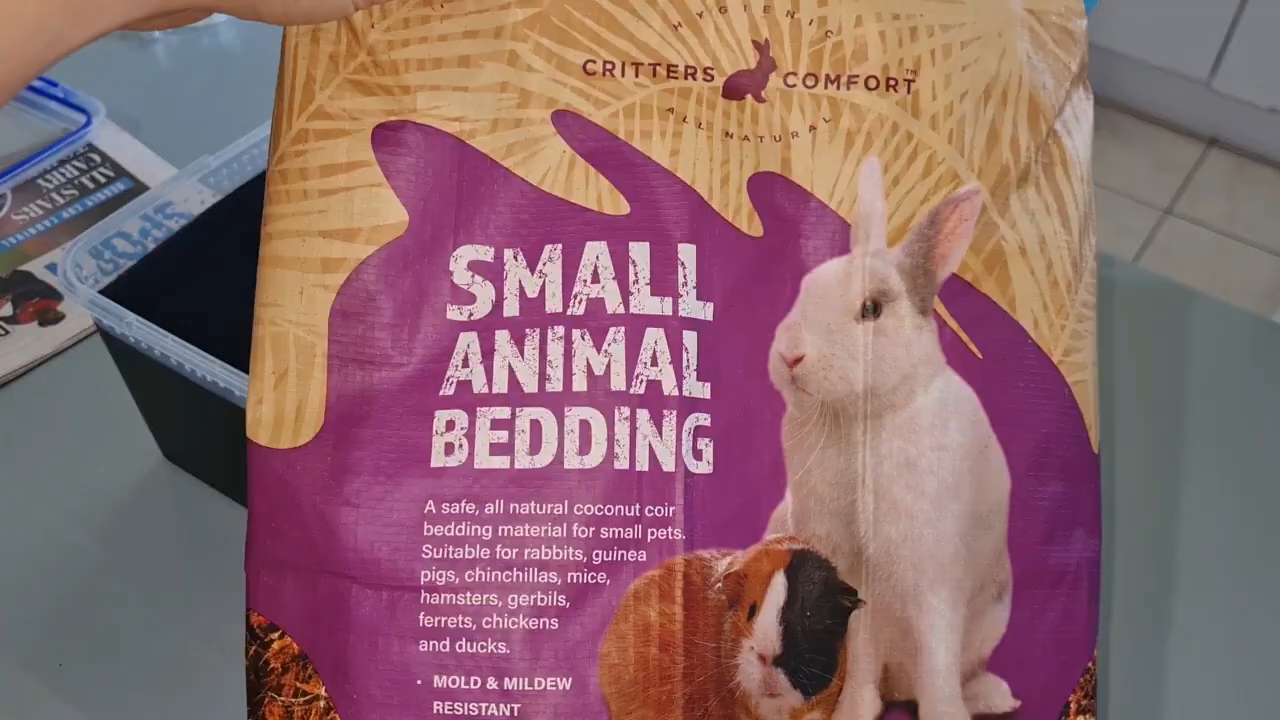 HYGIENIC
CRITTERS COMFORT™
ALL NATURAL
SMALL
ANIMAL
BEDDING
A safe, all natural coconut coir
bedding material for small pets.
Suitable for rabbits, guinea
pigs, chinchillas, mice,
hamsters, gerbils,
ferrets, chickens
and ducks.
• MOLD & MILDEW
RESISTANT
ALL STARS
CARRY